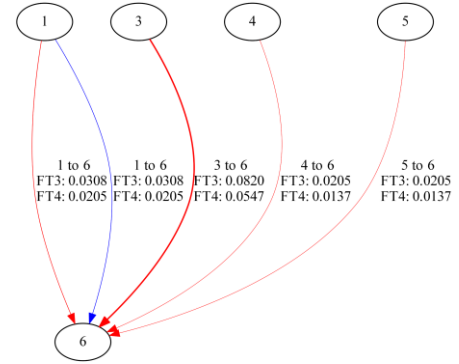 1 3 4 5
1 to 6 1 to 6 3 to 6 4 to 6 5 to 6
FT3: 0.0308 FT3: 0.0308 FT3: 0.0820 FT3: 0.0205 FT3: 0.0205
FT4: 0.0205 FT4: 0.0205 FT4: 0.0547 FT4: 0.0137 FT4: 0.0137
6